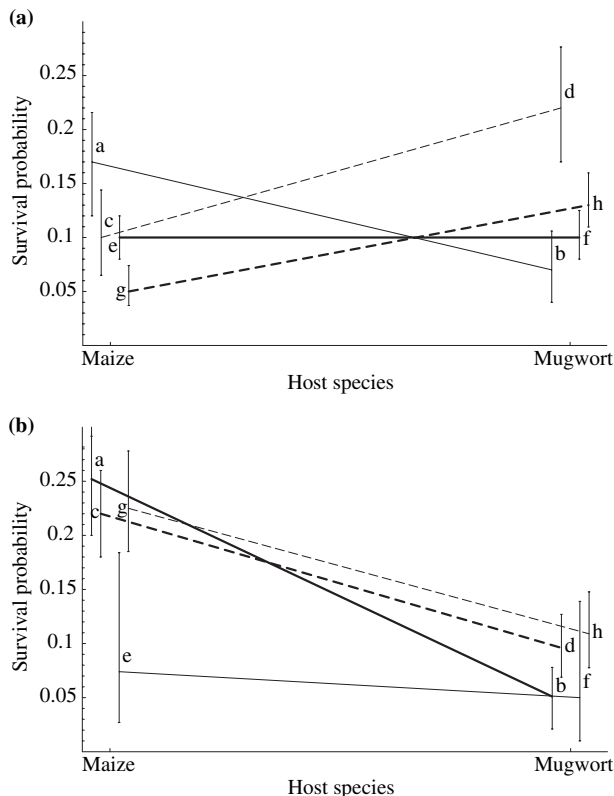 (a)
Survival probability
0.25
0.2
0.15
0.1
0.05
a
c
e
g
d
h
f
b
Maize Mugwort
Host species
(b)
Survival probability
0.25
0.2
0.15
0.1
0.05
a
g
c
e
h
d
b
f
Maize Mugwort
Host species